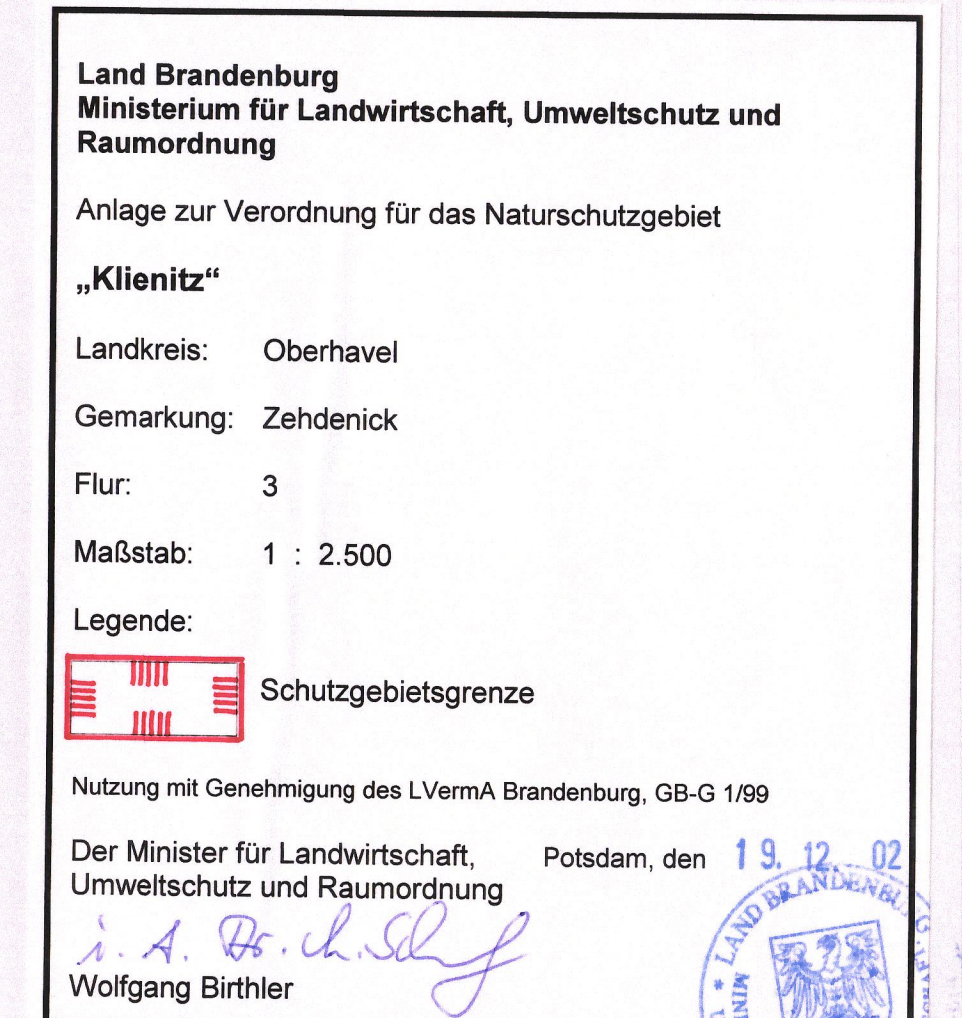 Land Brandenburg
Ministerium für Landwirtschaft, Umweltschutz und
Raumordnung
Anlage zur Verordnung für das Naturschutzgebiet
„Klienitz“
Landkreis: Oberhavel
Gemarkung: Zehdenick
Flur: 3
Maßstab: 1 : 2.500
Legende:
Schutzgebietsgrenze
Nutzung mit Genehmigung des LVermA Brandenburg, GB-G 1/99
Der Minister für Landwirtschaft, Potsdam, den 19. 12. 02
Umweltschutz und Raumordnung
i. A. Dr.
Wolfgang Birthler
* LAND BRANDENBURG